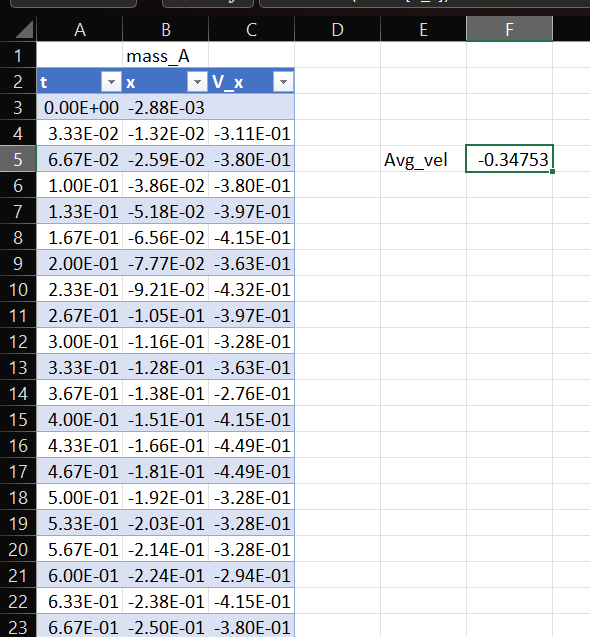 A B C D E F
1 mass_A
2 t x V_x
3 0.00E+00 -2.88E-03
4 3.33E-02 -1.32E-02 -3.11E-01
5 6.67E-02 -2.59E-02 -3.80E-01 Avg_vel -0.34753
6 1.00E-01 -3.86E-02 -3.80E-01
7 1.33E-01 -5.18E-02 -3.97E-01
8 1.67E-01 -6.56E-02 -4.15E-01
9 2.00E-01 -7.77E-02 -3.63E-01
10 2.33E-01 -9.21E-02 -4.32E-01
11 2.67E-01 -1.05E-01 -3.97E-01
12 3.00E-01 -1.16E-01 -3.28E-01
13 3.33E-01 -1.28E-01 -3.63E-01
14 3.67E-01 -1.38E-01 -2.76E-01
15 4.00E-01 -1.51E-01 -4.15E-01
16 4.33E-01 -1.66E-01 -4.49E-01
17 4.67E-01 -1.81E-01 -4.49E-01
18 5.00E-01 -1.92E-01 -3.28E-01
19 5.33E-01 -2.03E-01 -3.28E-01
20 5.67E-01 -2.14E-01 -3.28E-01
21 6.00E-01 -2.24E-01 -2.94E-01
22 6.33E-01 -2.38E-01 -4.15E-01
23 6.67E-01 -2.50E-01 -3.80E-01